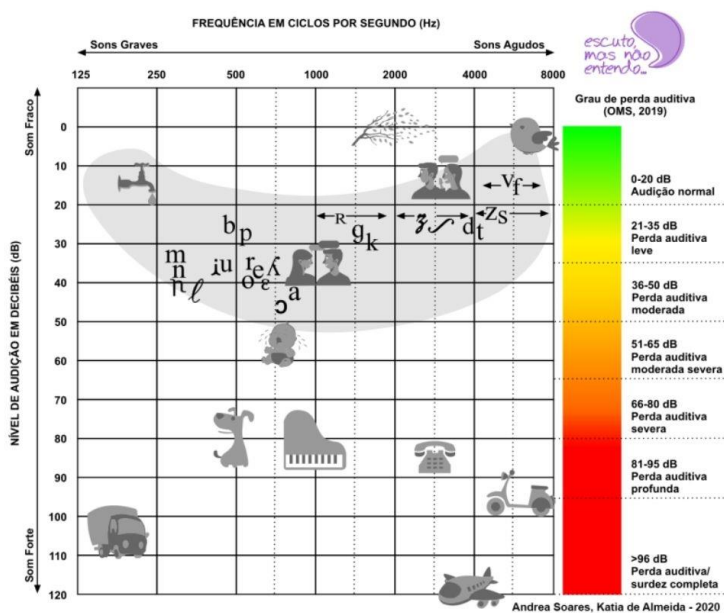 FREQUÊNCIA EM CICLOS POR SEGUNDO (Hz)
Sons Graves
Sons Agudos
125 250 500 1000 2000 4000 8000
escuto,
mas não
entendo...
Grau de perda auditiva
(OMS, 2019)
Som Fraco
NÍVEL DE AUDIÇÃO EM DECIBÉIS (dB)
Som Forte
0
10
20
30
40
50
60
70
80
90
100
110
120
v f
R
z ʃ
z s
b p
g k
d t
m
n
ɲ l
i u
r e ʎ
o ɛ
a
ɔ
0-20 dB
Audição normal
21-35 dB
Perda auditiva
leve
36-50 dB
Perda auditiva
moderada
51-65 dB
Perda auditiva
moderada severa
66-80 dB
Perda auditiva
severa
81-95 dB
Perda auditiva
profunda
>96 dB
Perda auditiva/
surdez completa
Andrea Soares, Katia de Almeida - 2020